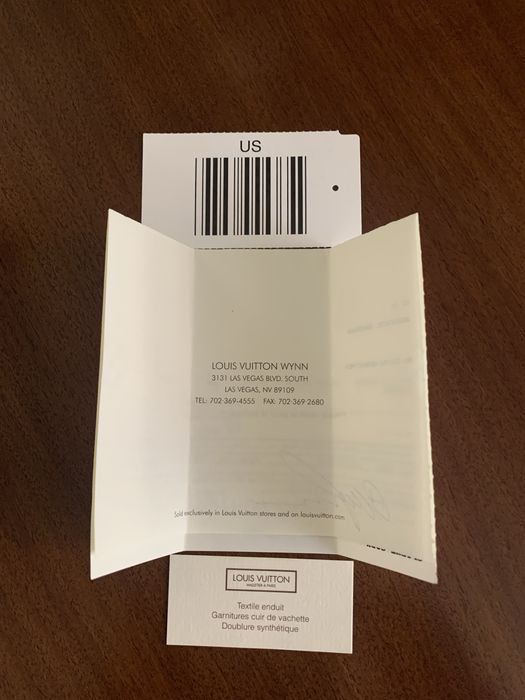 US
LOUIS VUITTON WYNN
3131 LAS VEGAS BLVD. SOUTH
LAS VEGAS, NV 89109
TEL: 702-369-4555 FAX: 702-369-2680
Sold exclusively in Louis Vuitton stores and on louisvuitton.com
LOUIS VUITTON
MALLETIER A PARIS
Textile enduit
Garnitures cuir de vachette
Doublure synthétique